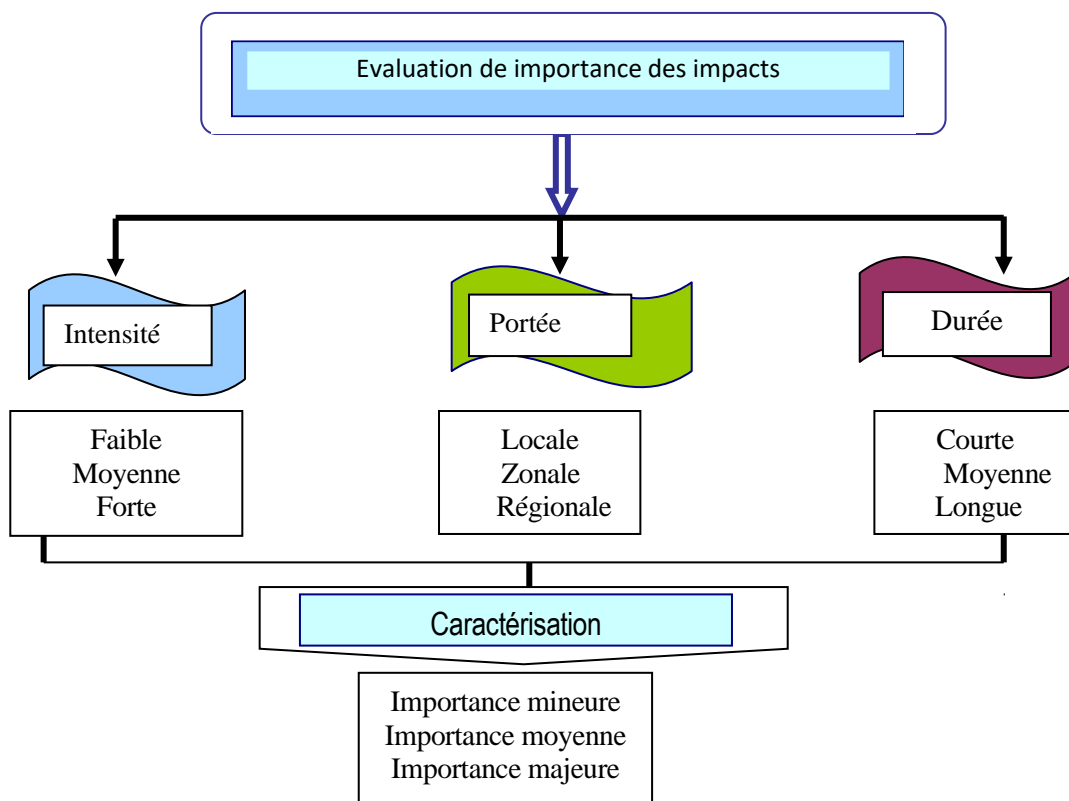 Evaluation de importance des impacts
Intensité
Portée
Durée
Faible
Moyenne
Forte
Locale
Zonale
Régionale
Courte
Moyenne
Longue
Caractérisation
Importance mineure
Importance moyenne
Importance majeure